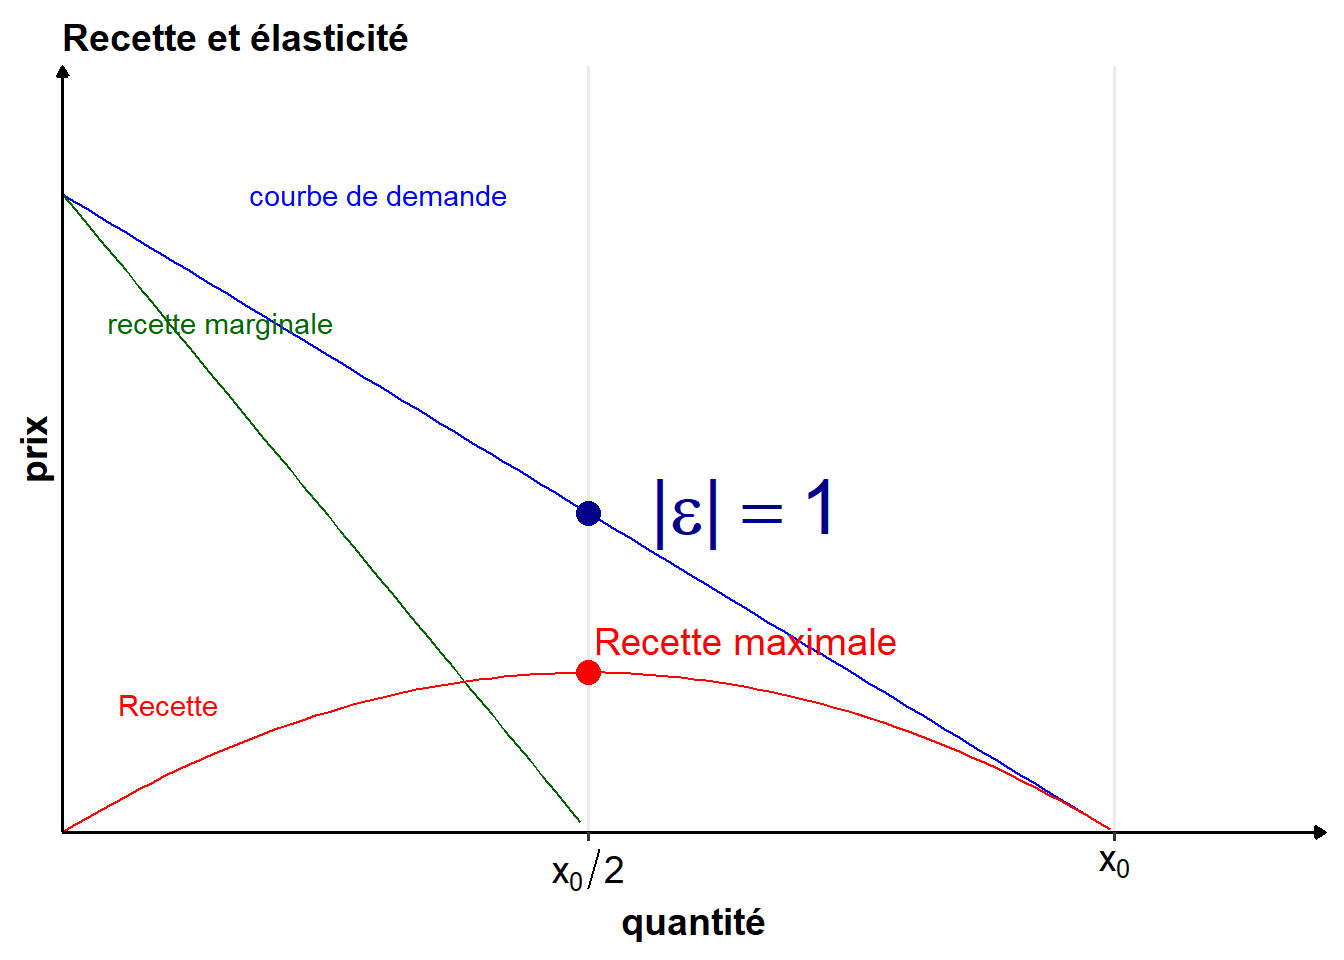 Recette et élasticité
courbe de demande
recette marginale
prix
|ε| = 1
Recette maximale
Recette
x₀/2
x₀
quantité